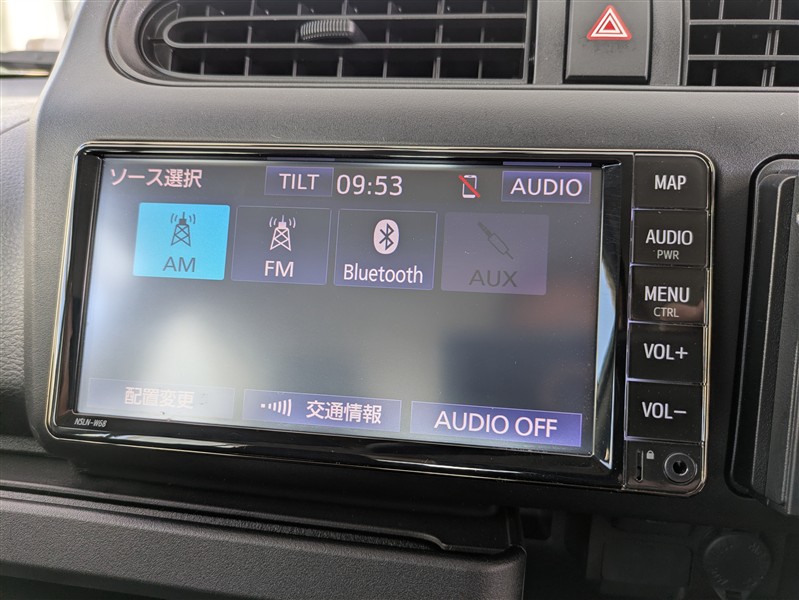 ソース選択
TILT
09:53
AUDIO
AM
FM
Bluetooth
AUX
配置変更
交通情報
AUDIO OFF
NSLN-W68
MAP
AUDIO
PWR
MENU
CTRL
VOL+
VOL-